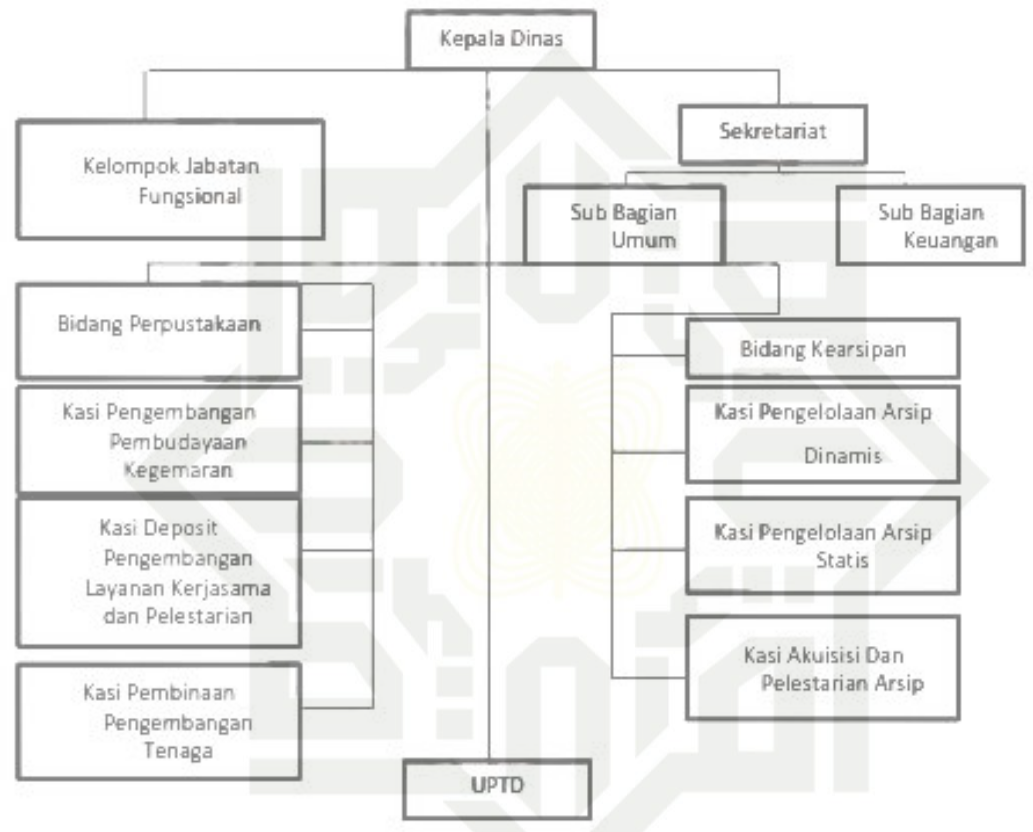 Kepala Dinas
Kelompok Jabatan
Fungsional
Sekretariat
Sub Bagian
Umum
Sub Bagian
Keuangan
Bidang Perpustakaan
Kasi Pengembangan
Pembudayaan
Kegemaran
Kasi Deposit
Pengembangan
Layanan Kerjasama
dan Pelestarian
Kasi Pembinaan
Pengembangan
Tenaga
Bidang Kearsipan
Kasi Pengelolaan Arsip
Dinamis
Kasi Pengelolaan Arsip
Statis
Kasi Akuisisi Dan
Pelestarian Arsip
UPTD